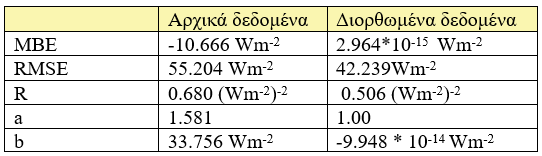 Αρχικά δεδομένα Διορθωμένα δεδομένα
MBE -10.666 Wm-2 2.964*10-15 Wm-2
RMSE 55.204 Wm-2 42.239Wm-2
R 0.680 (Wm-2)-2 0.506 (Wm-2)-2
a 1.581 1.00
b 33.756 Wm-2 -9.948 * 10-14 Wm-2